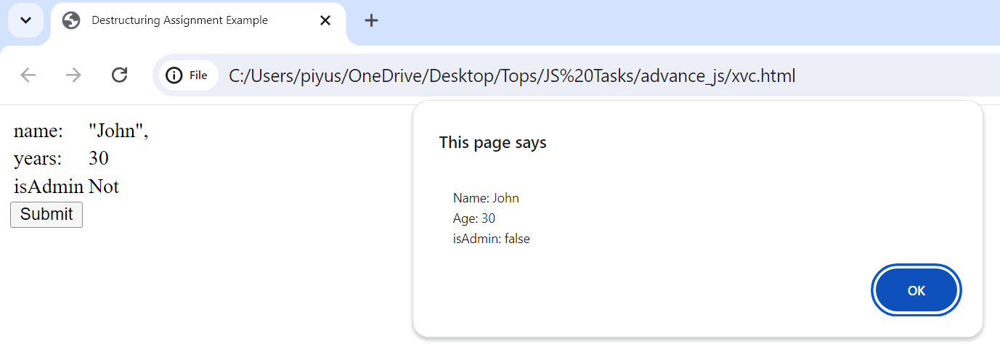 Destructuring Assignment Example
File C:/Users/piyus/OneDrive/Desktop/Tops/JS%20Tasks/advance_js/xvc.html
name: "John",
years: 30
isAdmin Not
Submit
This page says
Name: John
Age: 30
isAdmin: false
OK